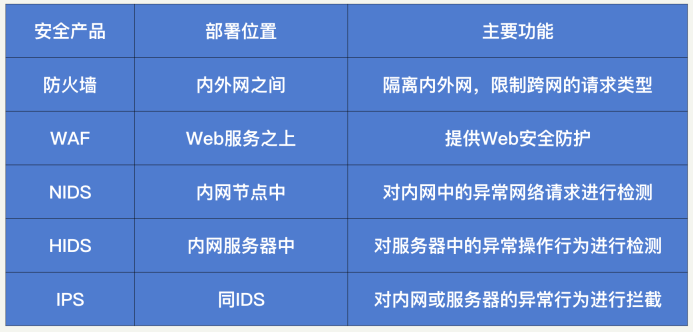 安全产品 部署位置 主要功能
防火墙 内外网之间 隔离内外网，限制跨网的请求类型
WAF Web服务之上 提供Web安全防护
NIDS 内网节点中 对内网中的异常网络请求进行检测
HIDS 内网服务器中 对服务器中的异常操作行为进行检测
IPS 同IDS 对内网或服务器的异常行为进行拦截